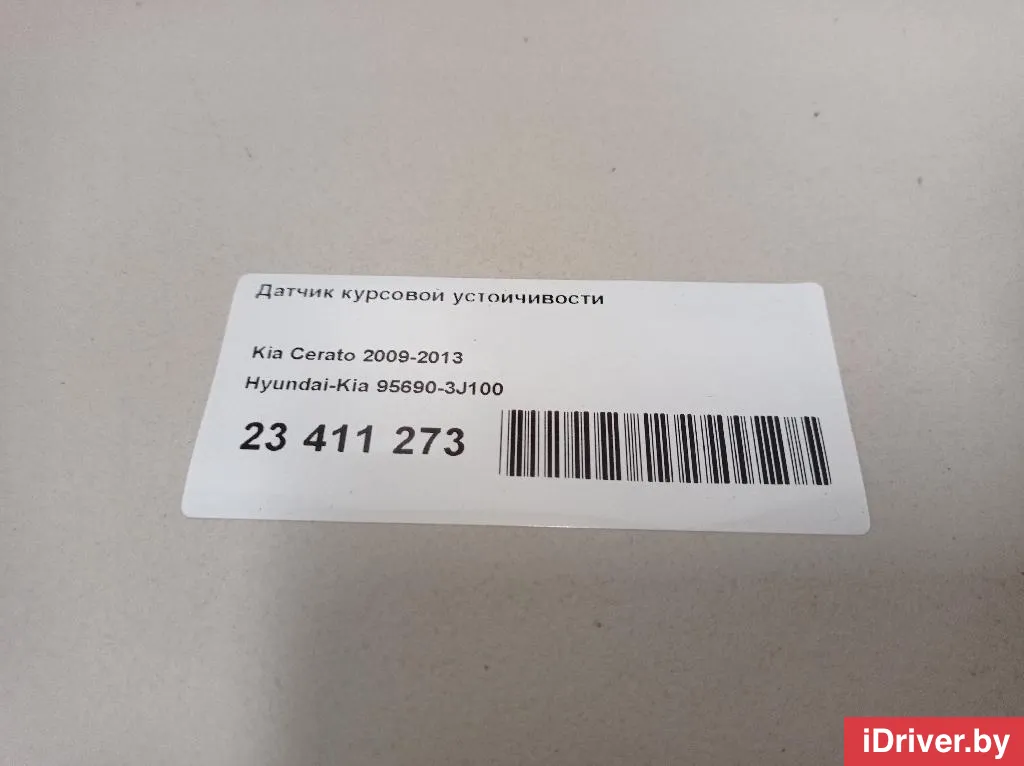 Датчик курсовой устойчивости
Kia Cerato 2009-2013
Hyundai-Kia 95690-3J100
23 411 273
iDriver.by